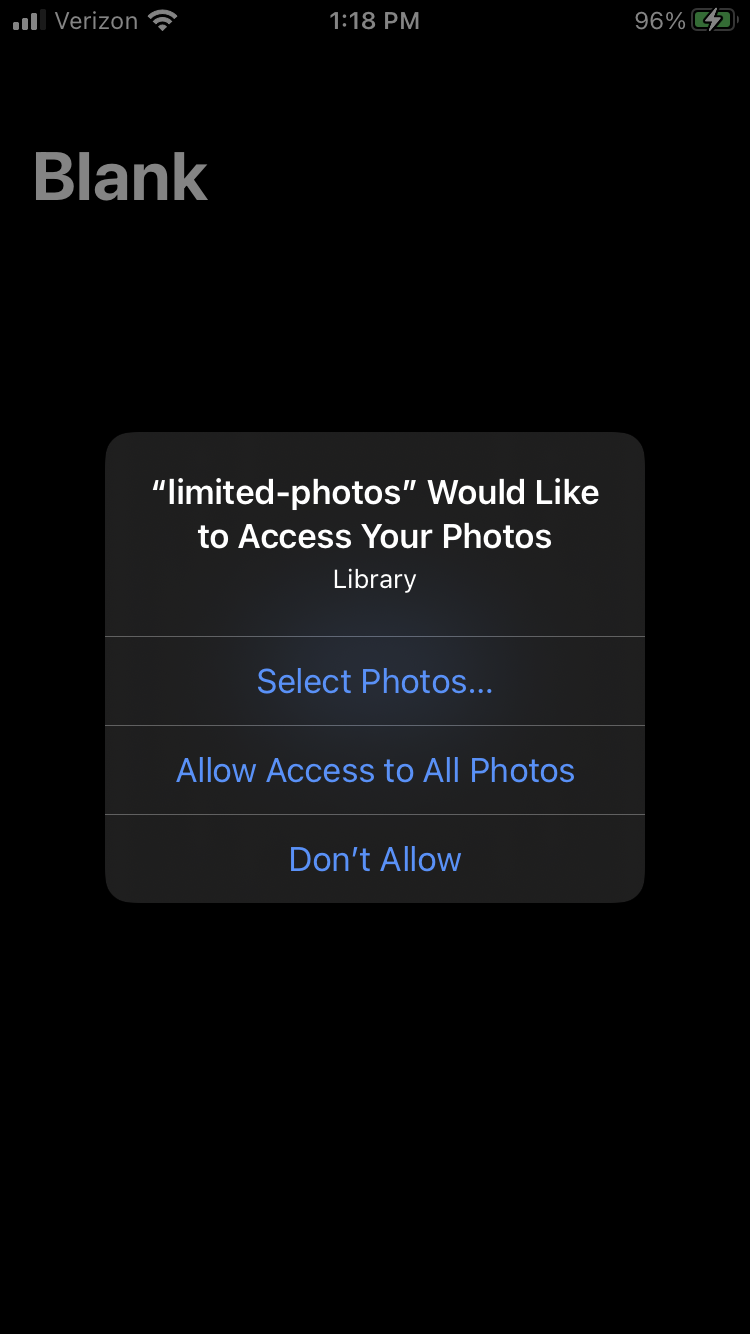 Verizon 1:18 PM 96%
Blank
“limited-photos” Would Like
to Access Your Photos
Library
Select Photos...
Allow Access to All Photos
Don’t Allow